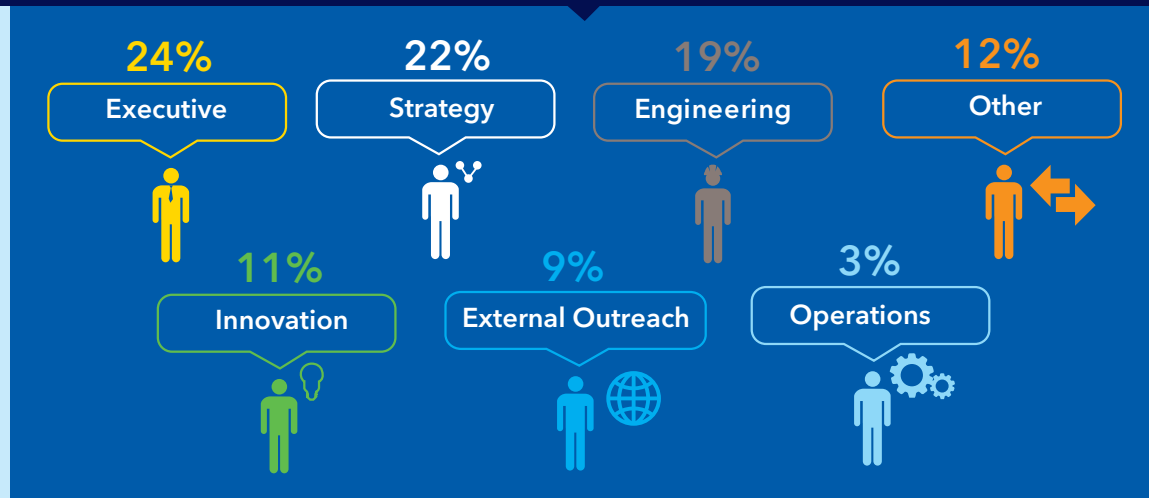 24%
Executive
22%
Strategy
19%
Engineering
12%
Other
11%
Innovation
9%
External Outreach
3%
Operations